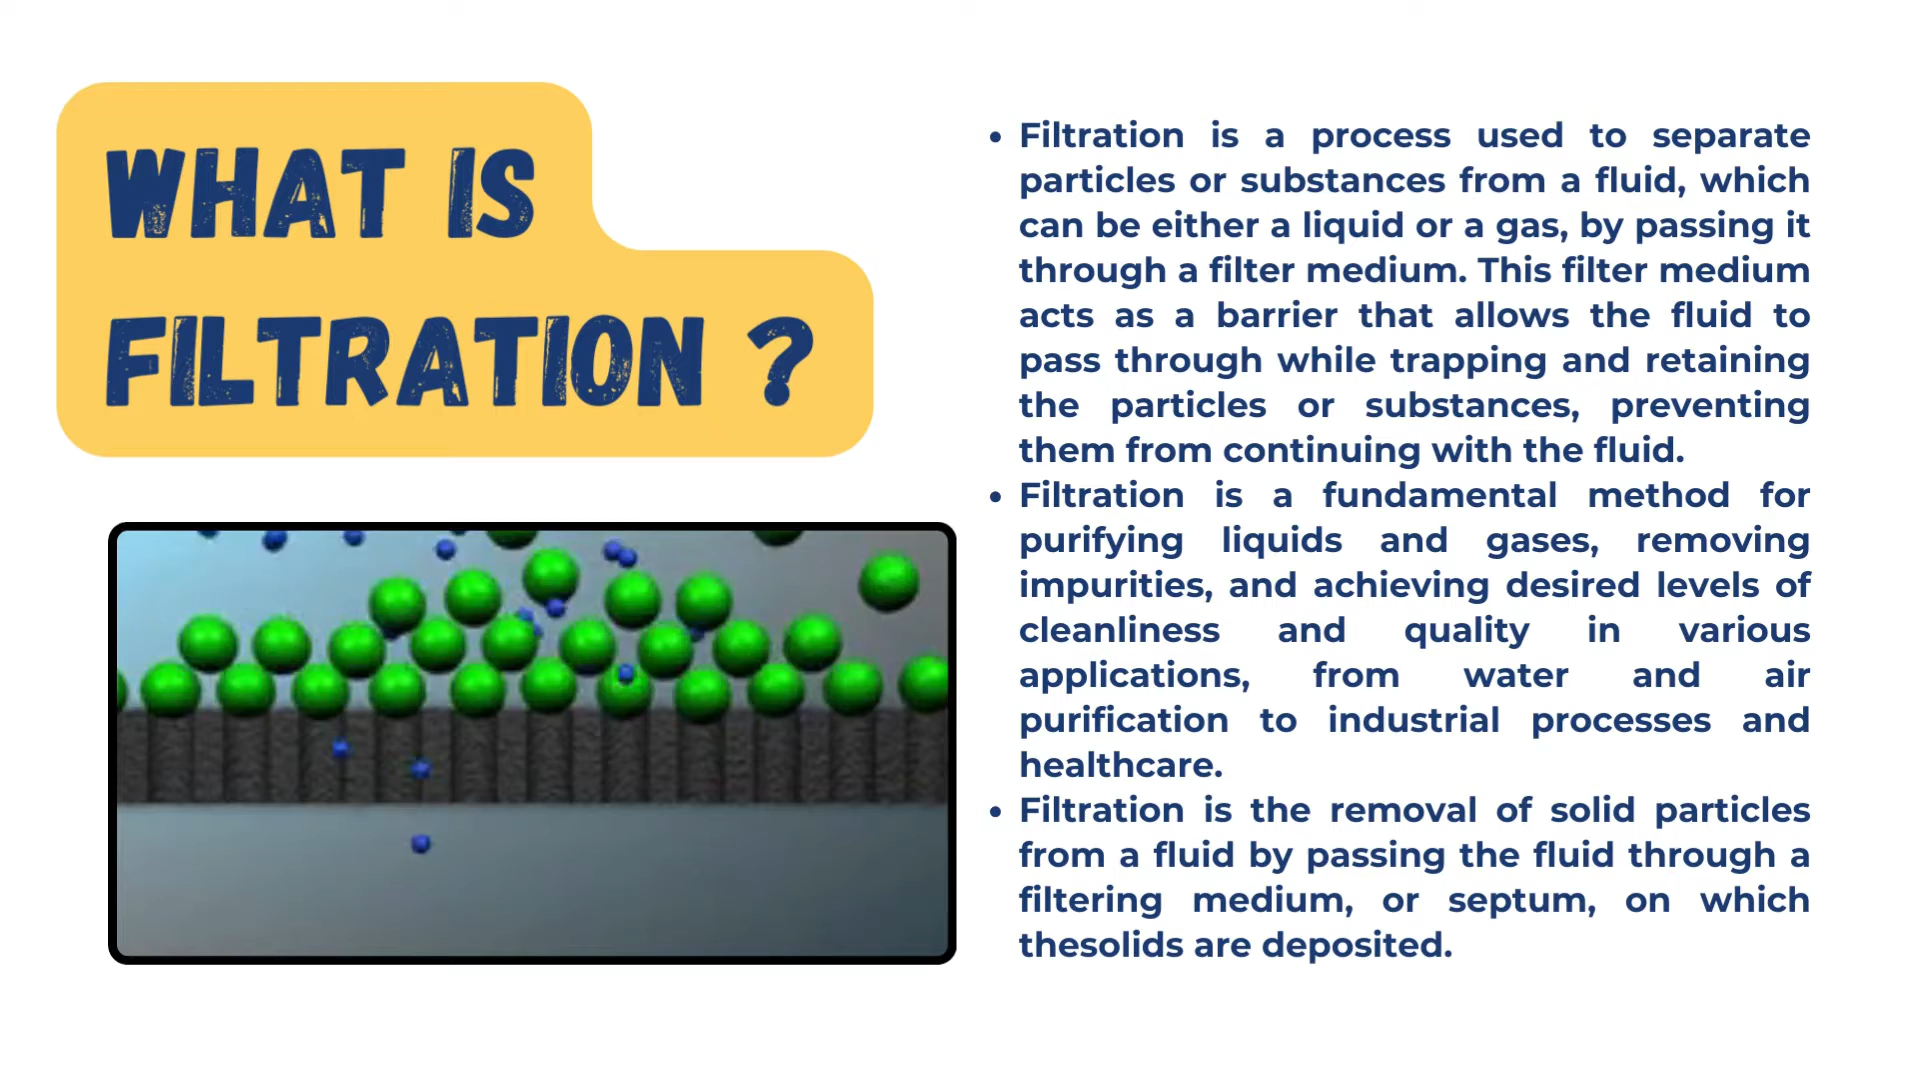 WHAT IS
FILTRATION ?
• Filtration is a process used to separate
particles or substances from a fluid, which
can be either a liquid or a gas, by passing it
through a filter medium. This filter medium
acts as a barrier that allows the fluid to
pass through while trapping and retaining
the particles or substances, preventing
them from continuing with the fluid.
• Filtration is a fundamental method for
purifying liquids and gases, removing
impurities, and achieving desired levels of
cleanliness and quality in various
applications, from water and air
purification to industrial processes and
healthcare.
• Filtration is the removal of solid particles
from a fluid by passing the fluid through a
filtering medium, or septum, on which
thesolids are deposited.